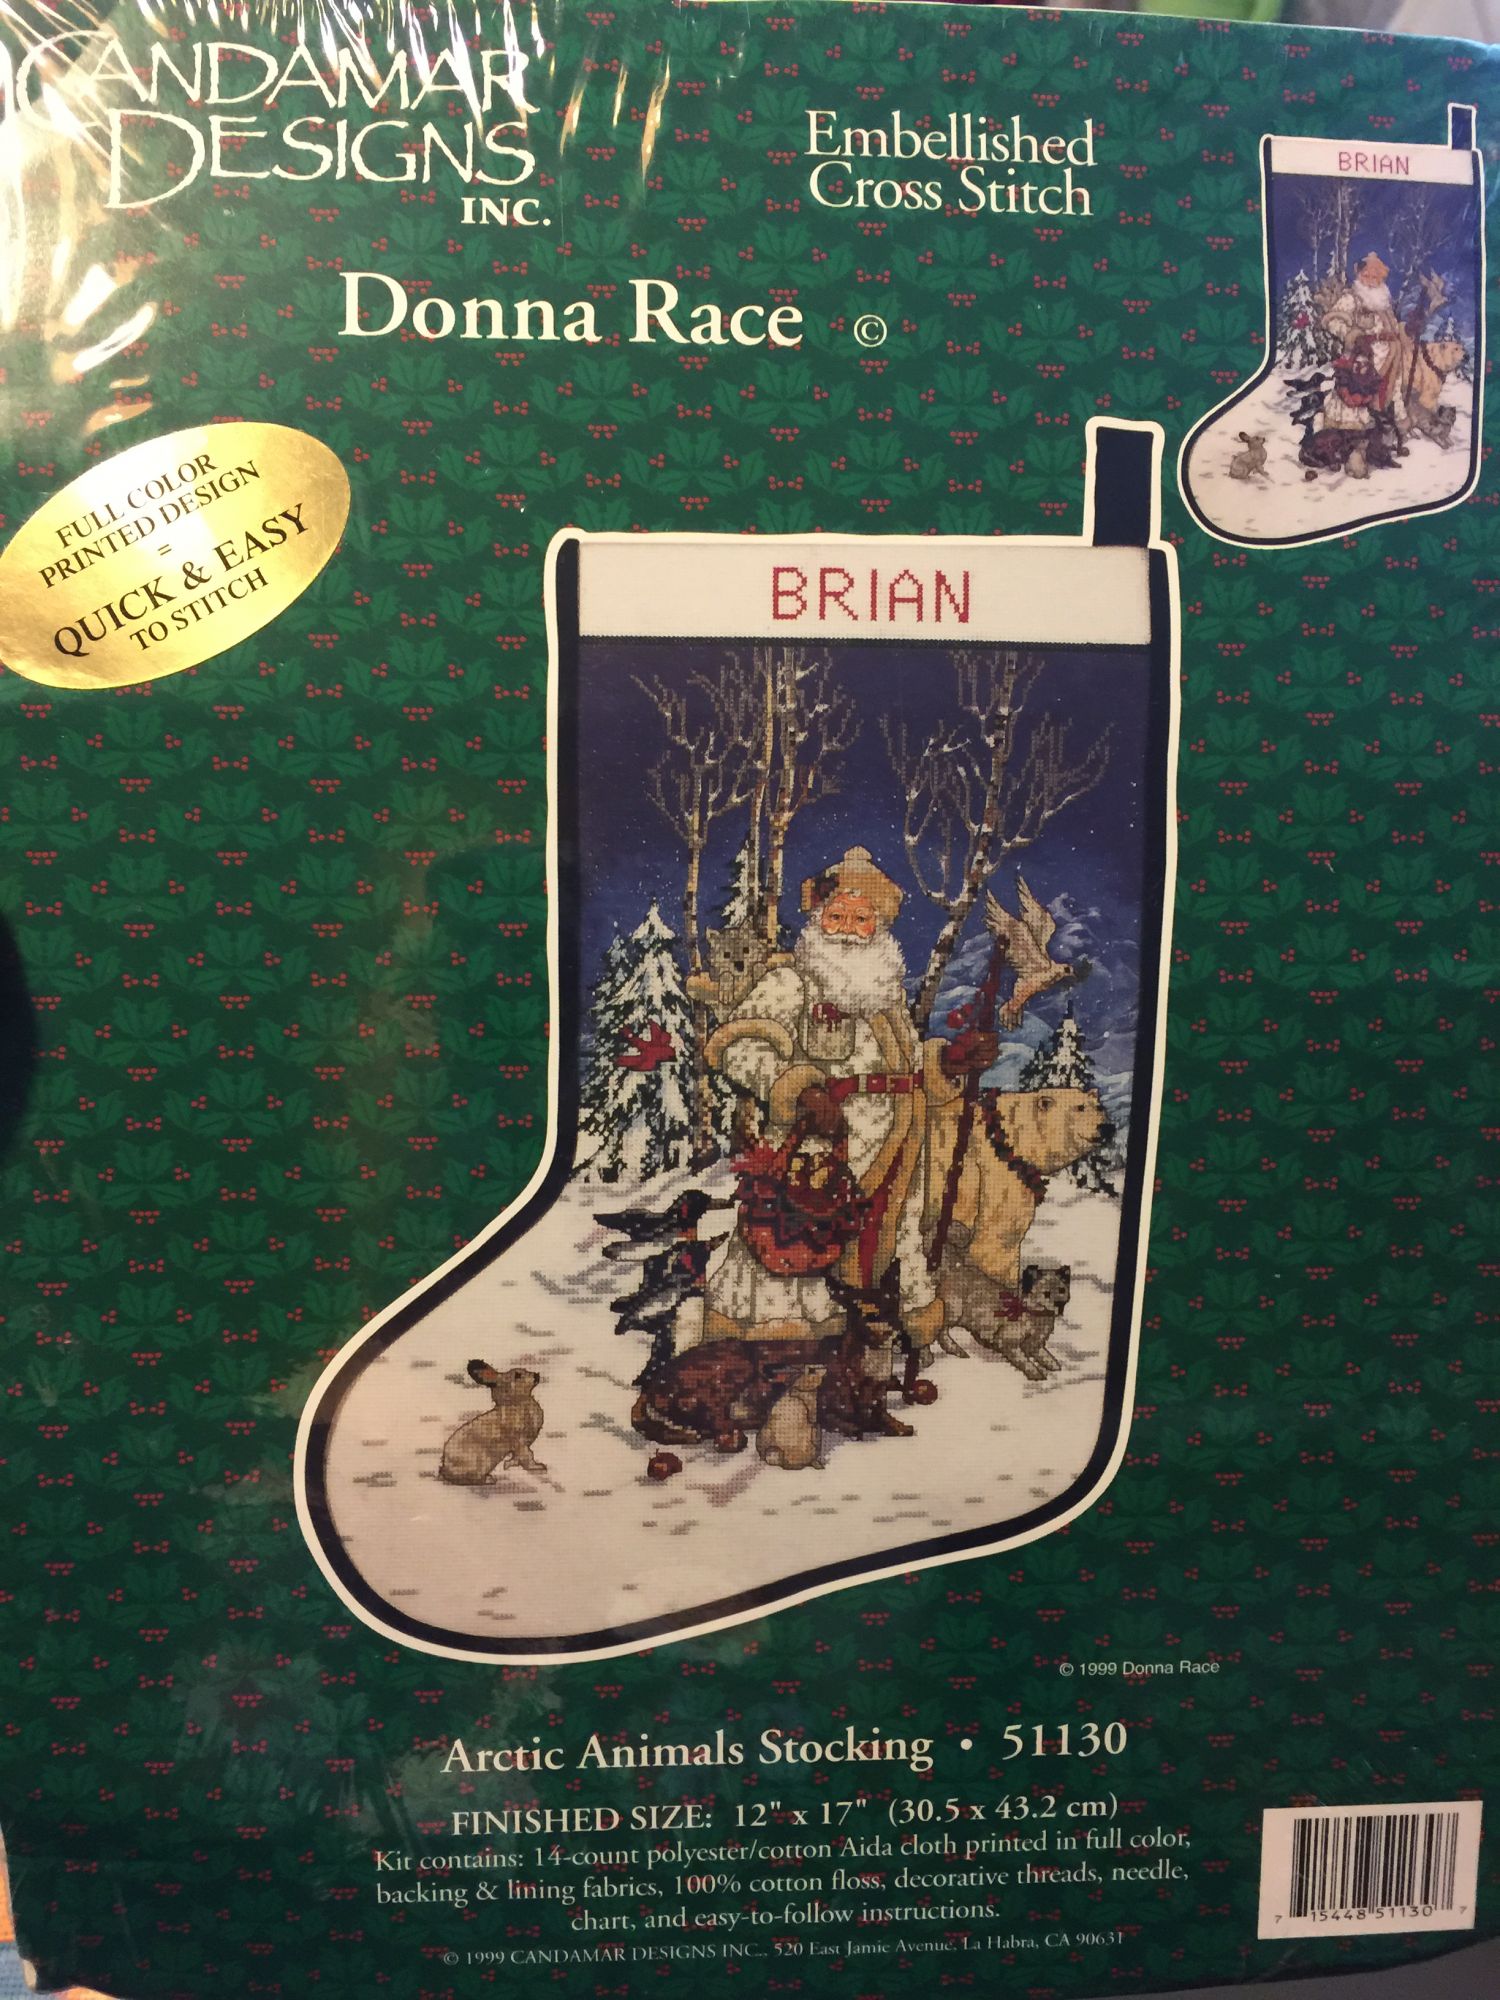 CANDAMAR
DESIGNS
INC.
Embellished
Cross Stitch
BRIAN
Donna Race ©
FULL COLOR
PRINTED DESIGN
=
QUICK & EASY
TO STITCH
BRIAN
© 1999 Donna Race
Arctic Animals Stocking • 51130
FINISHED SIZE: 12" x 17" (30.5 x 43.2 cm)
Kit contains: 14-count polyester/cotton Aida cloth printed in full color,
backing & lining fabrics, 100% cotton floss, decorative threads, needle,
chart, and easy-to-follow instructions.
© 1999 CANDAMAR DESIGNS INC., 520 East Jamie Avenue, La Habra, CA 90631
7 15448 51130 7